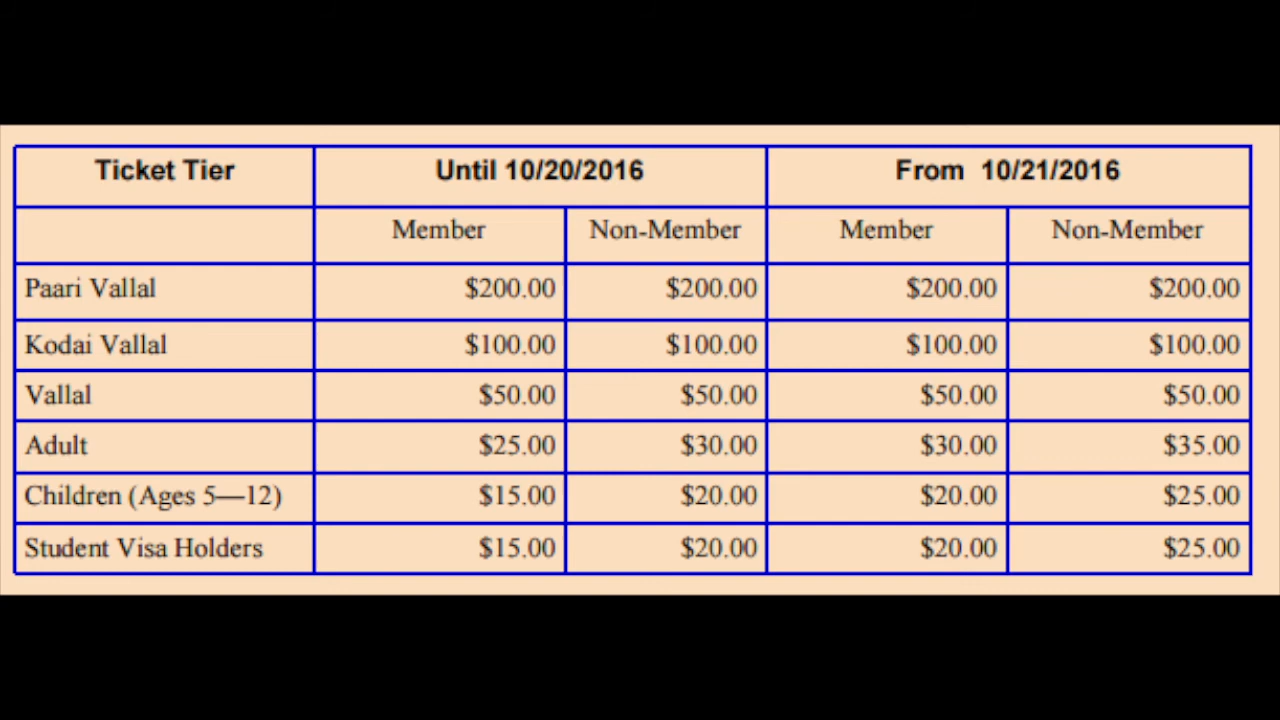 Ticket Tier Until 10/20/2016 From 10/21/2016
Member Non-Member Member Non-Member
Paari Vallal $200.00 $200.00 $200.00 $200.00
Kodai Vallal $100.00 $100.00 $100.00 $100.00
Vallal $50.00 $50.00 $50.00 $50.00
Adult $25.00 $30.00 $30.00 $35.00
Children (Ages 5—12) $15.00 $20.00 $20.00 $25.00
Student Visa Holders $15.00 $20.00 $20.00 $25.00